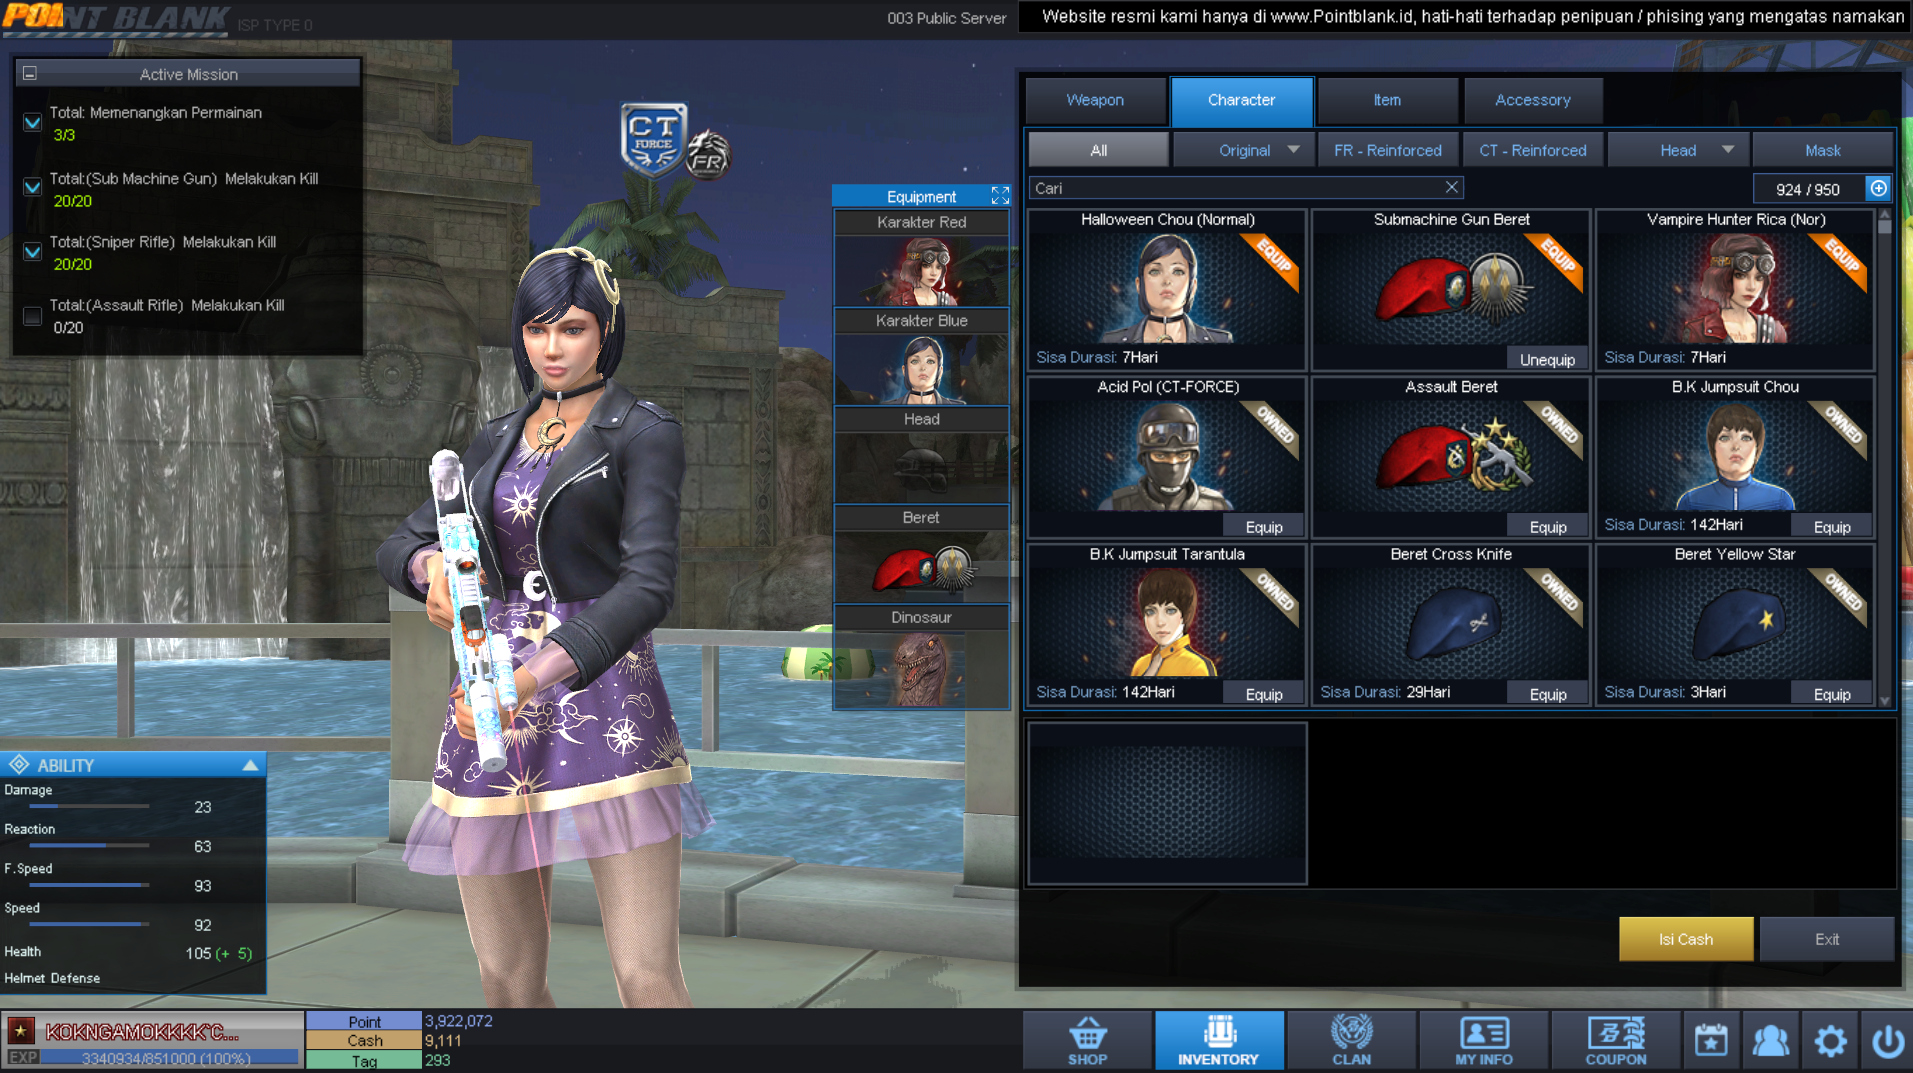 POINT BLANK
ISP TYPE 0
003 Public Server
Website resmi kami hanya di www.Pointblank.id, hati-hati terhadap penipuan / phising yang mengatas namakan
Active Mission
Total: Memenangkan Permainan
3/3
Total:(Sub Machine Gun) Melakukan Kill
20/20
Total:(Sniper Rifle) Melakukan Kill
20/20
Total:(Assault Rifle) Melakukan Kill
0/20
CT
FORCE
FR
Equipment
Karakter Red
Karakter Blue
Head
Beret
Dinosaur
Weapon
Character
Item
Accessory
All
Original
FR - Reinforced
CT - Reinforced
Head
Mask
Cari
924 / 950
Halloween Chou (Normal)
EQUIP
Sisa Durasi: 7Hari
Submachine Gun Beret
EQUIP
Unequip
Vampire Hunter Rica (Nor)
EQUIP
Sisa Durasi: 7Hari
Acid Pol (CT-FORCE)
OWNED
Equip
Assault Beret
OWNED
Equip
B.K Jumpsuit Chou
OWNED
Sisa Durasi: 142Hari
Equip
B.K Jumpsuit Tarantula
OWNED
Sisa Durasi: 142Hari
Equip
Beret Cross Knife
OWNED
Sisa Durasi: 29Hari
Equip
Beret Yellow Star
OWNED
Sisa Durasi: 3Hari
Equip
Isi Cash
Exit
ABILITY
Damage
23
Reaction
63
F.Speed
93
Speed
92
Health
105 (+ 5)
Helmet Defense
KOKNGAMOKKKK°C...
EXP
3340934/851000 (100%)
Point
3,922,072
Cash
9,111
Tag
293
SHOP
INVENTORY
CLAN
MY INFO
COUPON